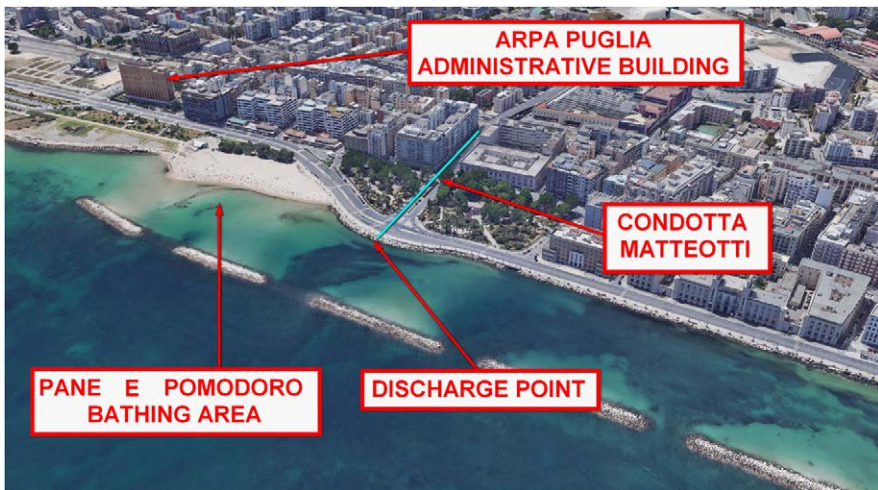 ARPA PUGLIA
ADMINISTRATIVE BUILDING
CONDOTTA
MATTEOTTI
PANE E POMODORO
BATHING AREA
DISCHARGE POINT